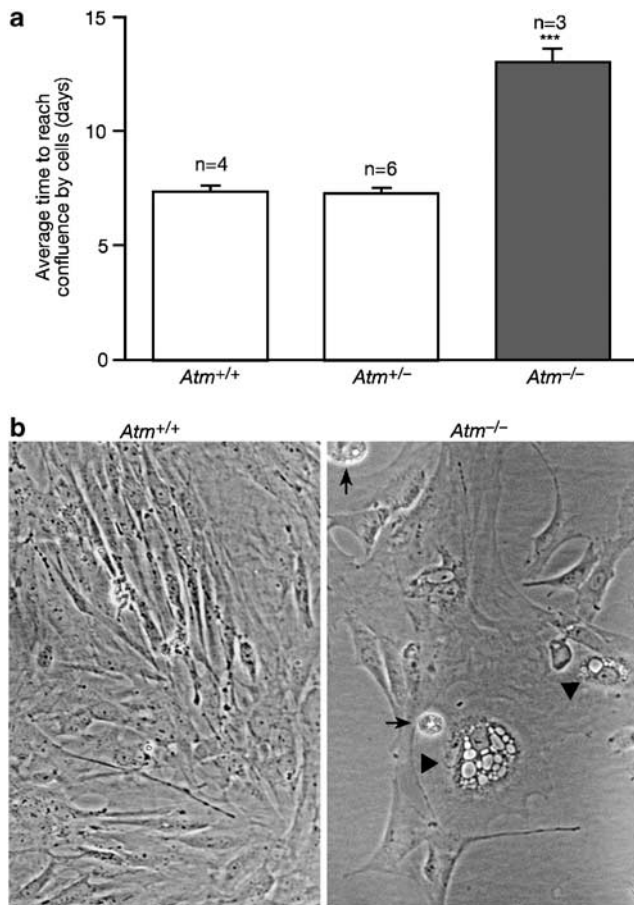 a
Average time to reach
confluence by cells (days)
15
10
5
0
n=4
n=6
n=3
***
Atm+/+
Atm+/−
Atm−/−
b
Atm+/+
Atm−/−